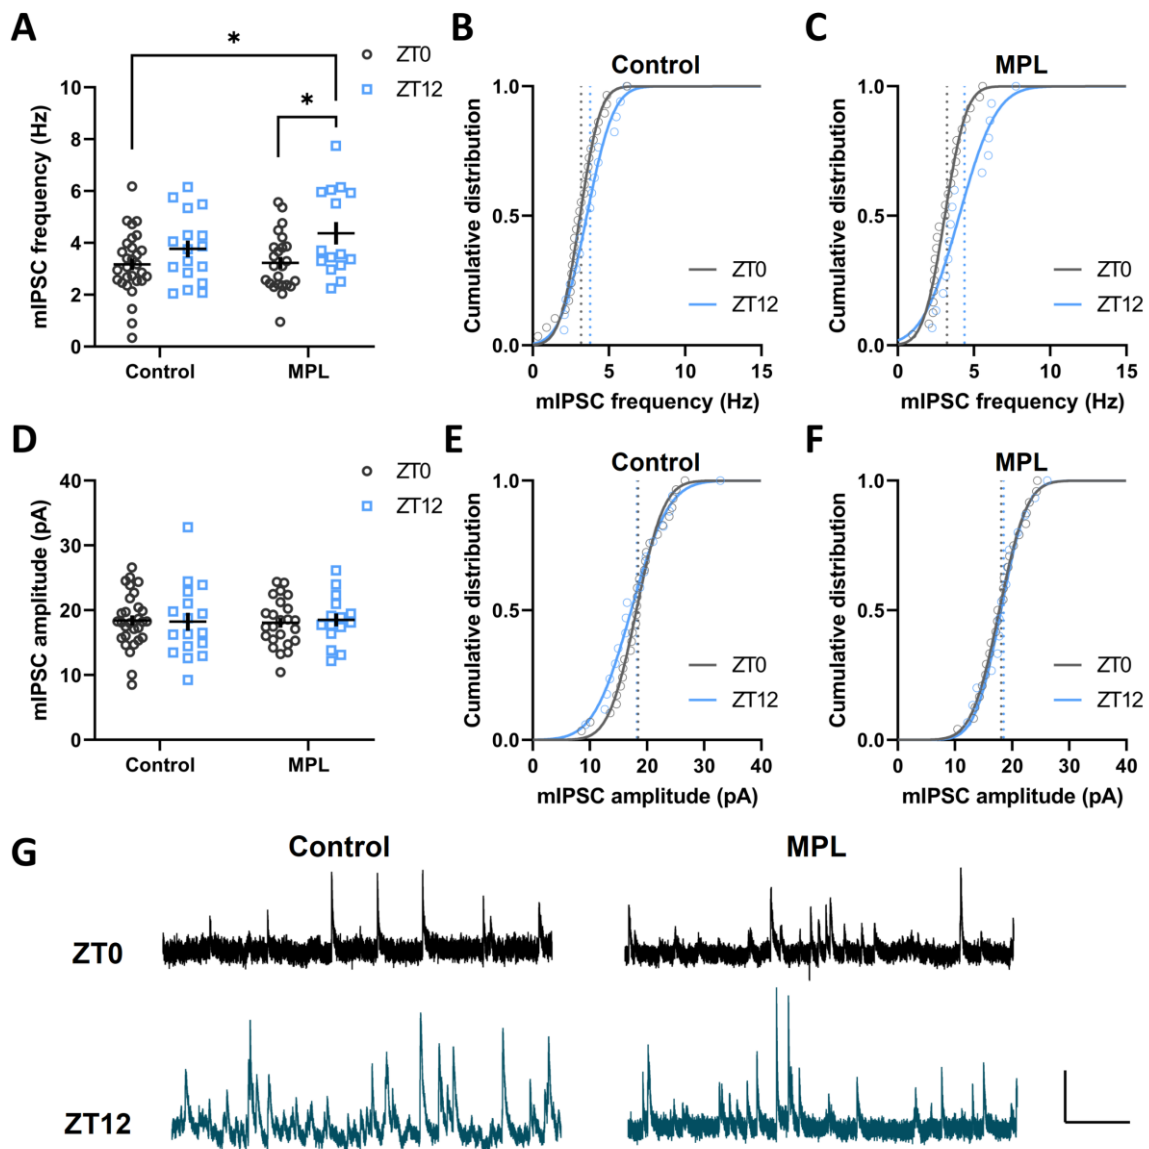 A
*
*
ZT0
ZT12
mIPSC frequency (Hz)
10
8
6
4
2
0
Control
MPL
B
Control
Cumulative distribution
1.0
0.5
0.0
ZT0
ZT12
0
5
10
15
mIPSC frequency (Hz)
C
MPL
Cumulative distribution
1.0
0.5
0.0
ZT0
ZT12
0
5
10
15
mIPSC frequency (Hz)
D
ZT0
ZT12
mIPSC amplitude (pA)
40
30
20
10
0
Control
MPL
E
Control
Cumulative distribution
1.0
0.5
0.0
ZT0
ZT12
0
10
20
30
40
mIPSC amplitude (pA)
F
MPL
Cumulative distribution
1.0
0.5
0.0
ZT0
ZT12
0
10
20
30
40
mIPSC amplitude (pA)
G
Control
MPL
ZT0
ZT12